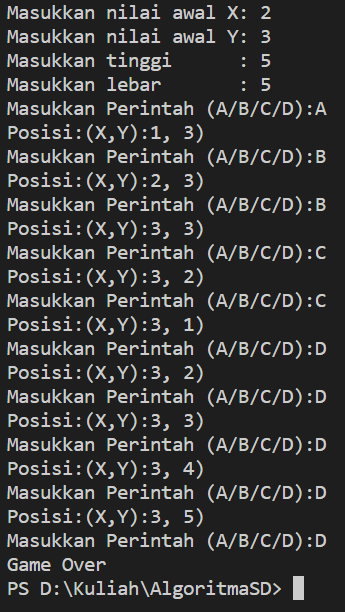 Masukkan nilai awal X: 2
Masukkan nilai awal Y: 3
Masukkan tinggi      : 5
Masukkan lebar       : 5
Masukkan Perintah (A/B/C/D):A
Posisi:(X,Y):1, 3)
Masukkan Perintah (A/B/C/D):B
Posisi:(X,Y):2, 3)
Masukkan Perintah (A/B/C/D):B
Posisi:(X,Y):3, 3)
Masukkan Perintah (A/B/C/D):C
Posisi:(X,Y):3, 2)
Masukkan Perintah (A/B/C/D):C
Posisi:(X,Y):3, 1)
Masukkan Perintah (A/B/C/D):D
Posisi:(X,Y):3, 2)
Masukkan Perintah (A/B/C/D):D
Posisi:(X,Y):3, 3)
Masukkan Perintah (A/B/C/D):D
Posisi:(X,Y):3, 4)
Masukkan Perintah (A/B/C/D):D
Posisi:(X,Y):3, 5)
Masukkan Perintah (A/B/C/D):D
Game Over
PS D:\Kuliah\AlgoritmaSD>